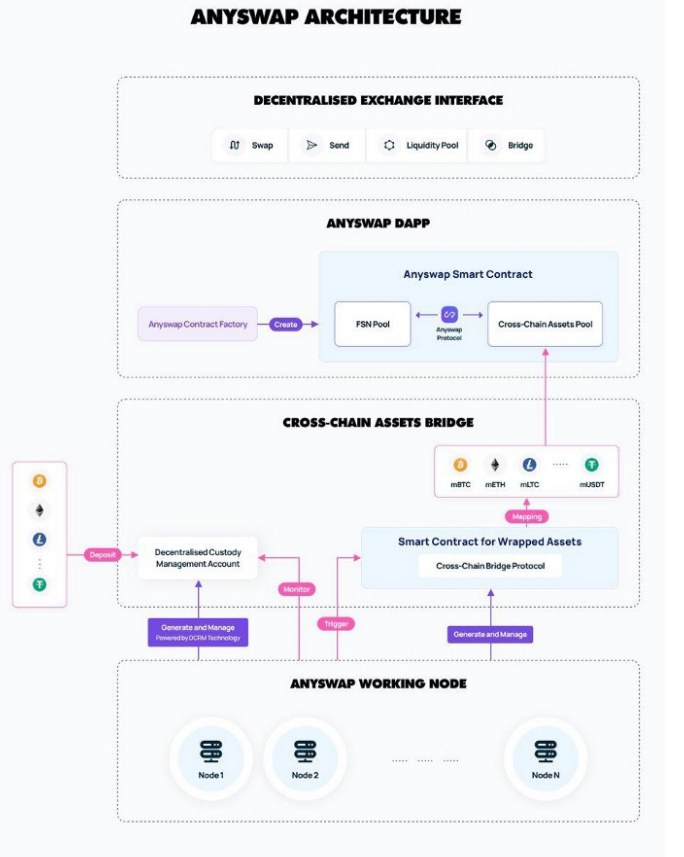 ANYSWAP ARCHITECTURE
DECENTRALISED EXCHANGE INTERFACE
Swap
Send
Liquidity Pool
Bridge
ANYSWAP DAPP
Anyswap Smart Contract
Anyswap Contract Factory
Create
FSN Pool
Anyswap
Protocol
Cross-Chain Assets Pool
CROSS-CHAIN ASSETS BRIDGE
mBTC
mETH
mLTC
.....
mUSDT
Mapping
Deposit
Decentralised Custody
Management Account
Smart Contract for Wrapped Assets
Cross-Chain Bridge Protocol
Monitor
Trigger
Generate and Manage
Powered by DCRM Technology
Generate and Manage
ANYSWAP WORKING NODE
Node 1
Node 2
..... ..... .....
Node N